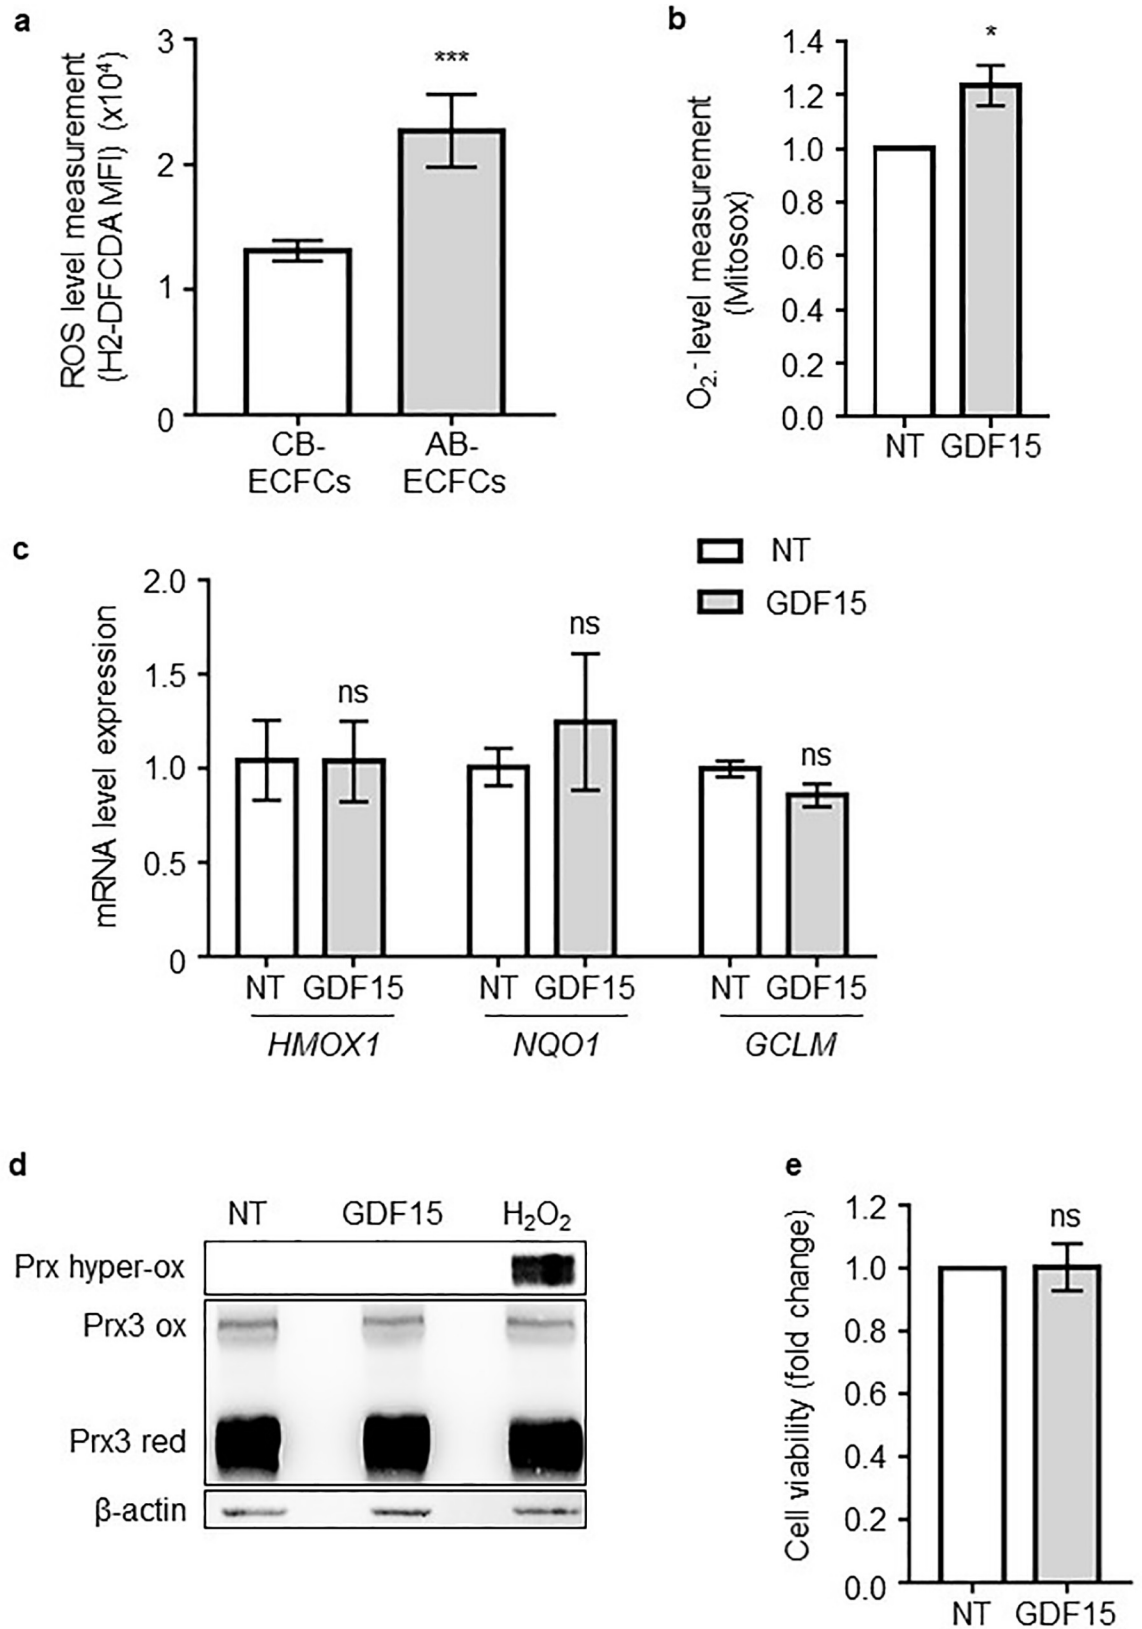 a
ROS level measurement
(H2-DFCDA MFI) (x10⁴)
3
2
1
0
***
CB-
ECFCs
AB-
ECFCs
b
O₂.⁻ level measurement
(Mitosox)
1.4
1.2
1.0
0.8
0.6
0.4
0.2
0.0
*
NT GDF15
c
NT
GDF15
mRNA level expression
2.0
1.5
1.0
0.5
0
ns
ns
ns
NT GDF15 NT GDF15 NT GDF15
HMOX1 NQO1 GCLM
d
NT GDF15 H₂O₂
Prx hyper-ox
Prx3 ox
Prx3 red
β-actin
e
Cell viability (fold change)
1.2
1.0
0.8
0.6
0.4
0.2
0.0
ns
NT GDF15